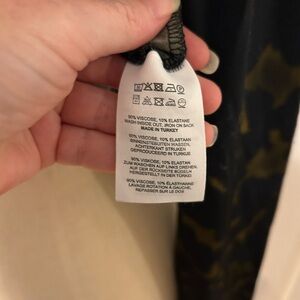 90% VISCOSE, 10% ELASTANE
WASH INSIDE OUT, IRON ON BACK
MADE IN TURKEY
90% VISCOSE, 10% ELASTAAN
BINNENSTEBUITEN WASSEN,
ACHTERKANT STRIJKEN
GEPRODUCEERD IN TURKIJE
90% VISKOSE, 10% ELASTAN
ZUM WASCHEN AUF LINKS DREHEN,
AUF DER RÜCKSEITE BÜGELN
IN DER TÜRKEI HERGESTELLT
90% VISCOSE, 10% ÉLASTHANNE
LAVAGE ROTATION À GAUCHE,
REPASSER SUR LE DOS